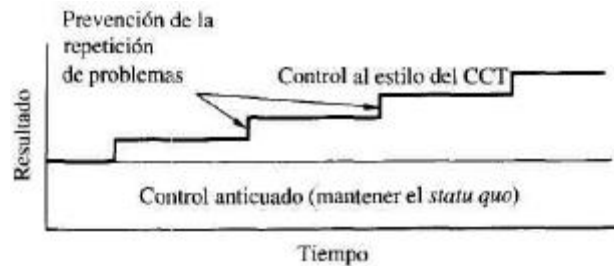 Prevención de la
repetición
de problemas
Control al estilo del CCT
Resultado
Control anticuado (mantener el statu quo)
Tiempo